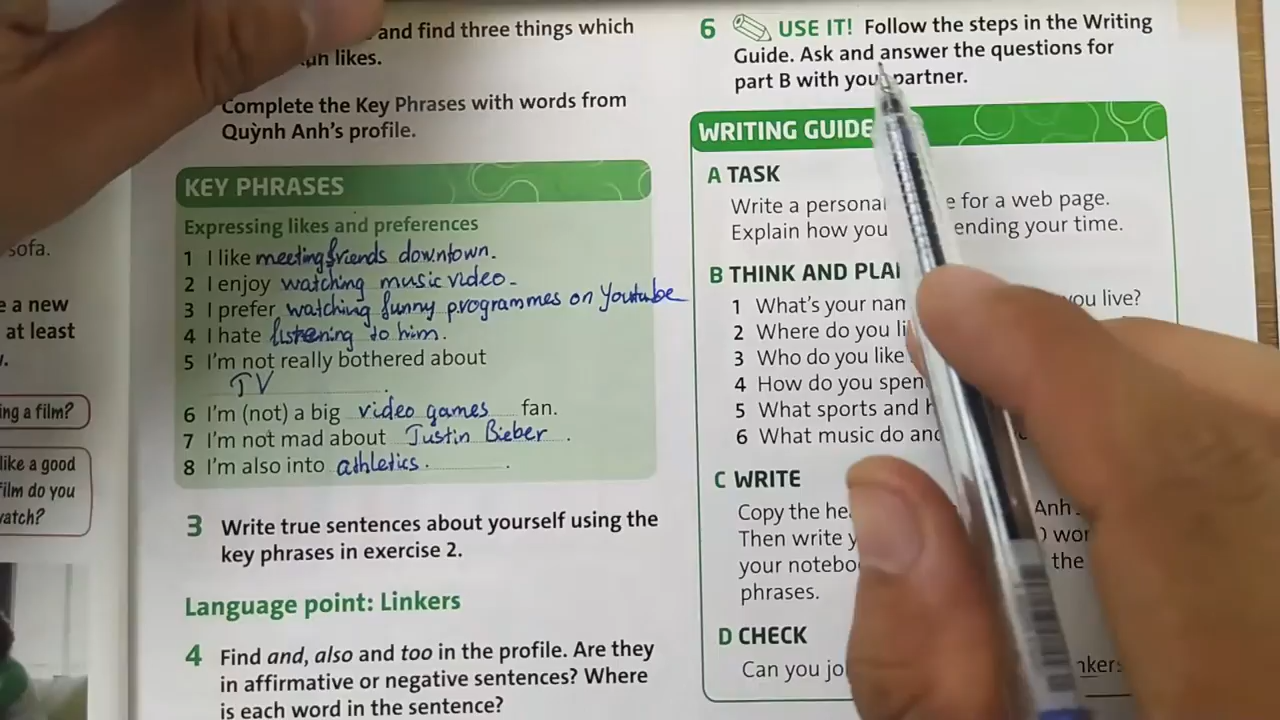 and find three things which
likes.
Complete the Key Phrases with words from
Quỳnh Anh's profile.
KEY PHRASES
Expressing likes and preferences
1 I like meeting friends downtown.
2 I enjoy watching music video.
3 I prefer watching funny programmes on Youtube
4 I hate listening to him.
5 I'm not really bothered about
TV .
6 I'm (not) a big video games fan.
7 I'm not mad about Justin Bieber .
8 I'm also into athletics. .
3 Write true sentences about yourself using the
key phrases in exercise 2.
Language point: Linkers
4 Find and, also and too in the profile. Are they
in affirmative or negative sentences? Where
is each word in the sentence?
sofa.
a new
at least
ing a film?
like a good
film do you
watch?
6 USE IT! Follow the steps in the Writing
Guide. Ask and answer the questions for
part B with your partner.
WRITING GUIDE
A TASK
Write a personal for a web page.
Explain how you ending your time.
B THINK AND
1 What's your you live?
2 Where do you
3 Who do you like
4 How do you
5 What sports and
6 What music do and
C WRITE
Copy the Anh
Then write
your the
phrases.
D CHECK
Can you